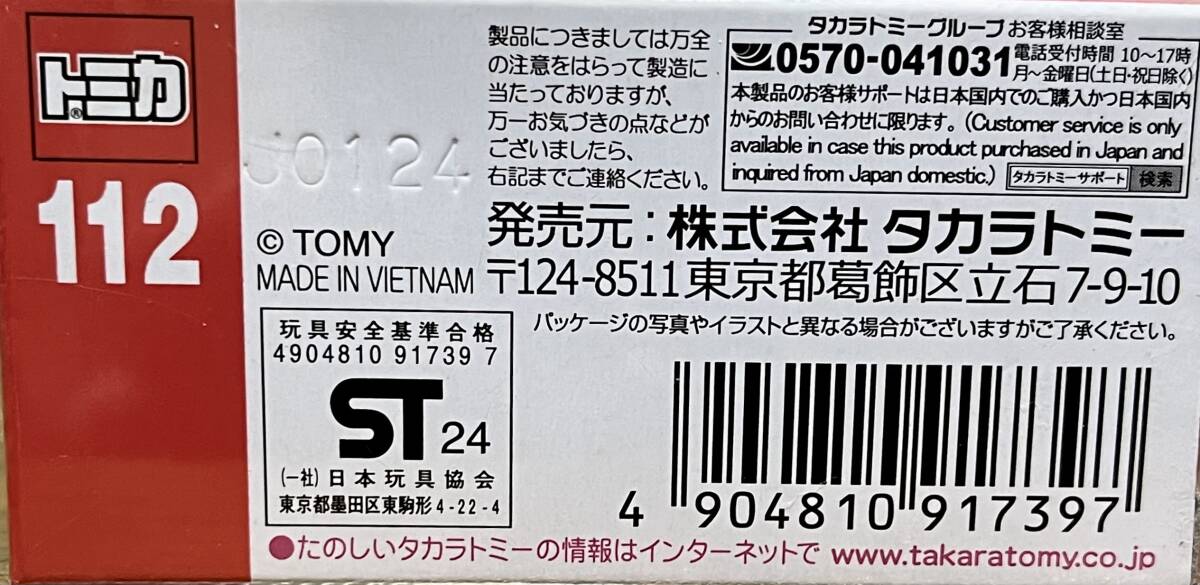 トミカ®
112
J0124
© TOMY
MADE IN VIETNAM
玩具安全基準合格
4904810 91739 7
ST 24
(一社)日本玩具協会
東京都墨田区東駒形4-22-4
製品につきましては万全
の注意をはらって製造に
当たっておりますが、
万一お気づきの点などが
ございましたら、
右記までご連絡ください。
タカラトミーグループお客様相談室
0570-041031
電話受付時間 10〜17時
月〜金曜日(土日・祝日除く)
本製品のお客様サポートは日本国内でのご購入かつ日本国内
からのお問い合わせに限ります。(Customer service is only
available in case this product purchased in Japan and
inquired from Japan domestic.) タカラトミーサポート 検索
発売元:株式会社 タカラトミー
〒124-8511東京都葛飾区立石7-9-10
パッケージの写真やイラストと異なる場合がございますがご了承ください。
4 904810 917397
●たのしいタカラトミーの情報はインターネットで www.takaratomy.co.jp